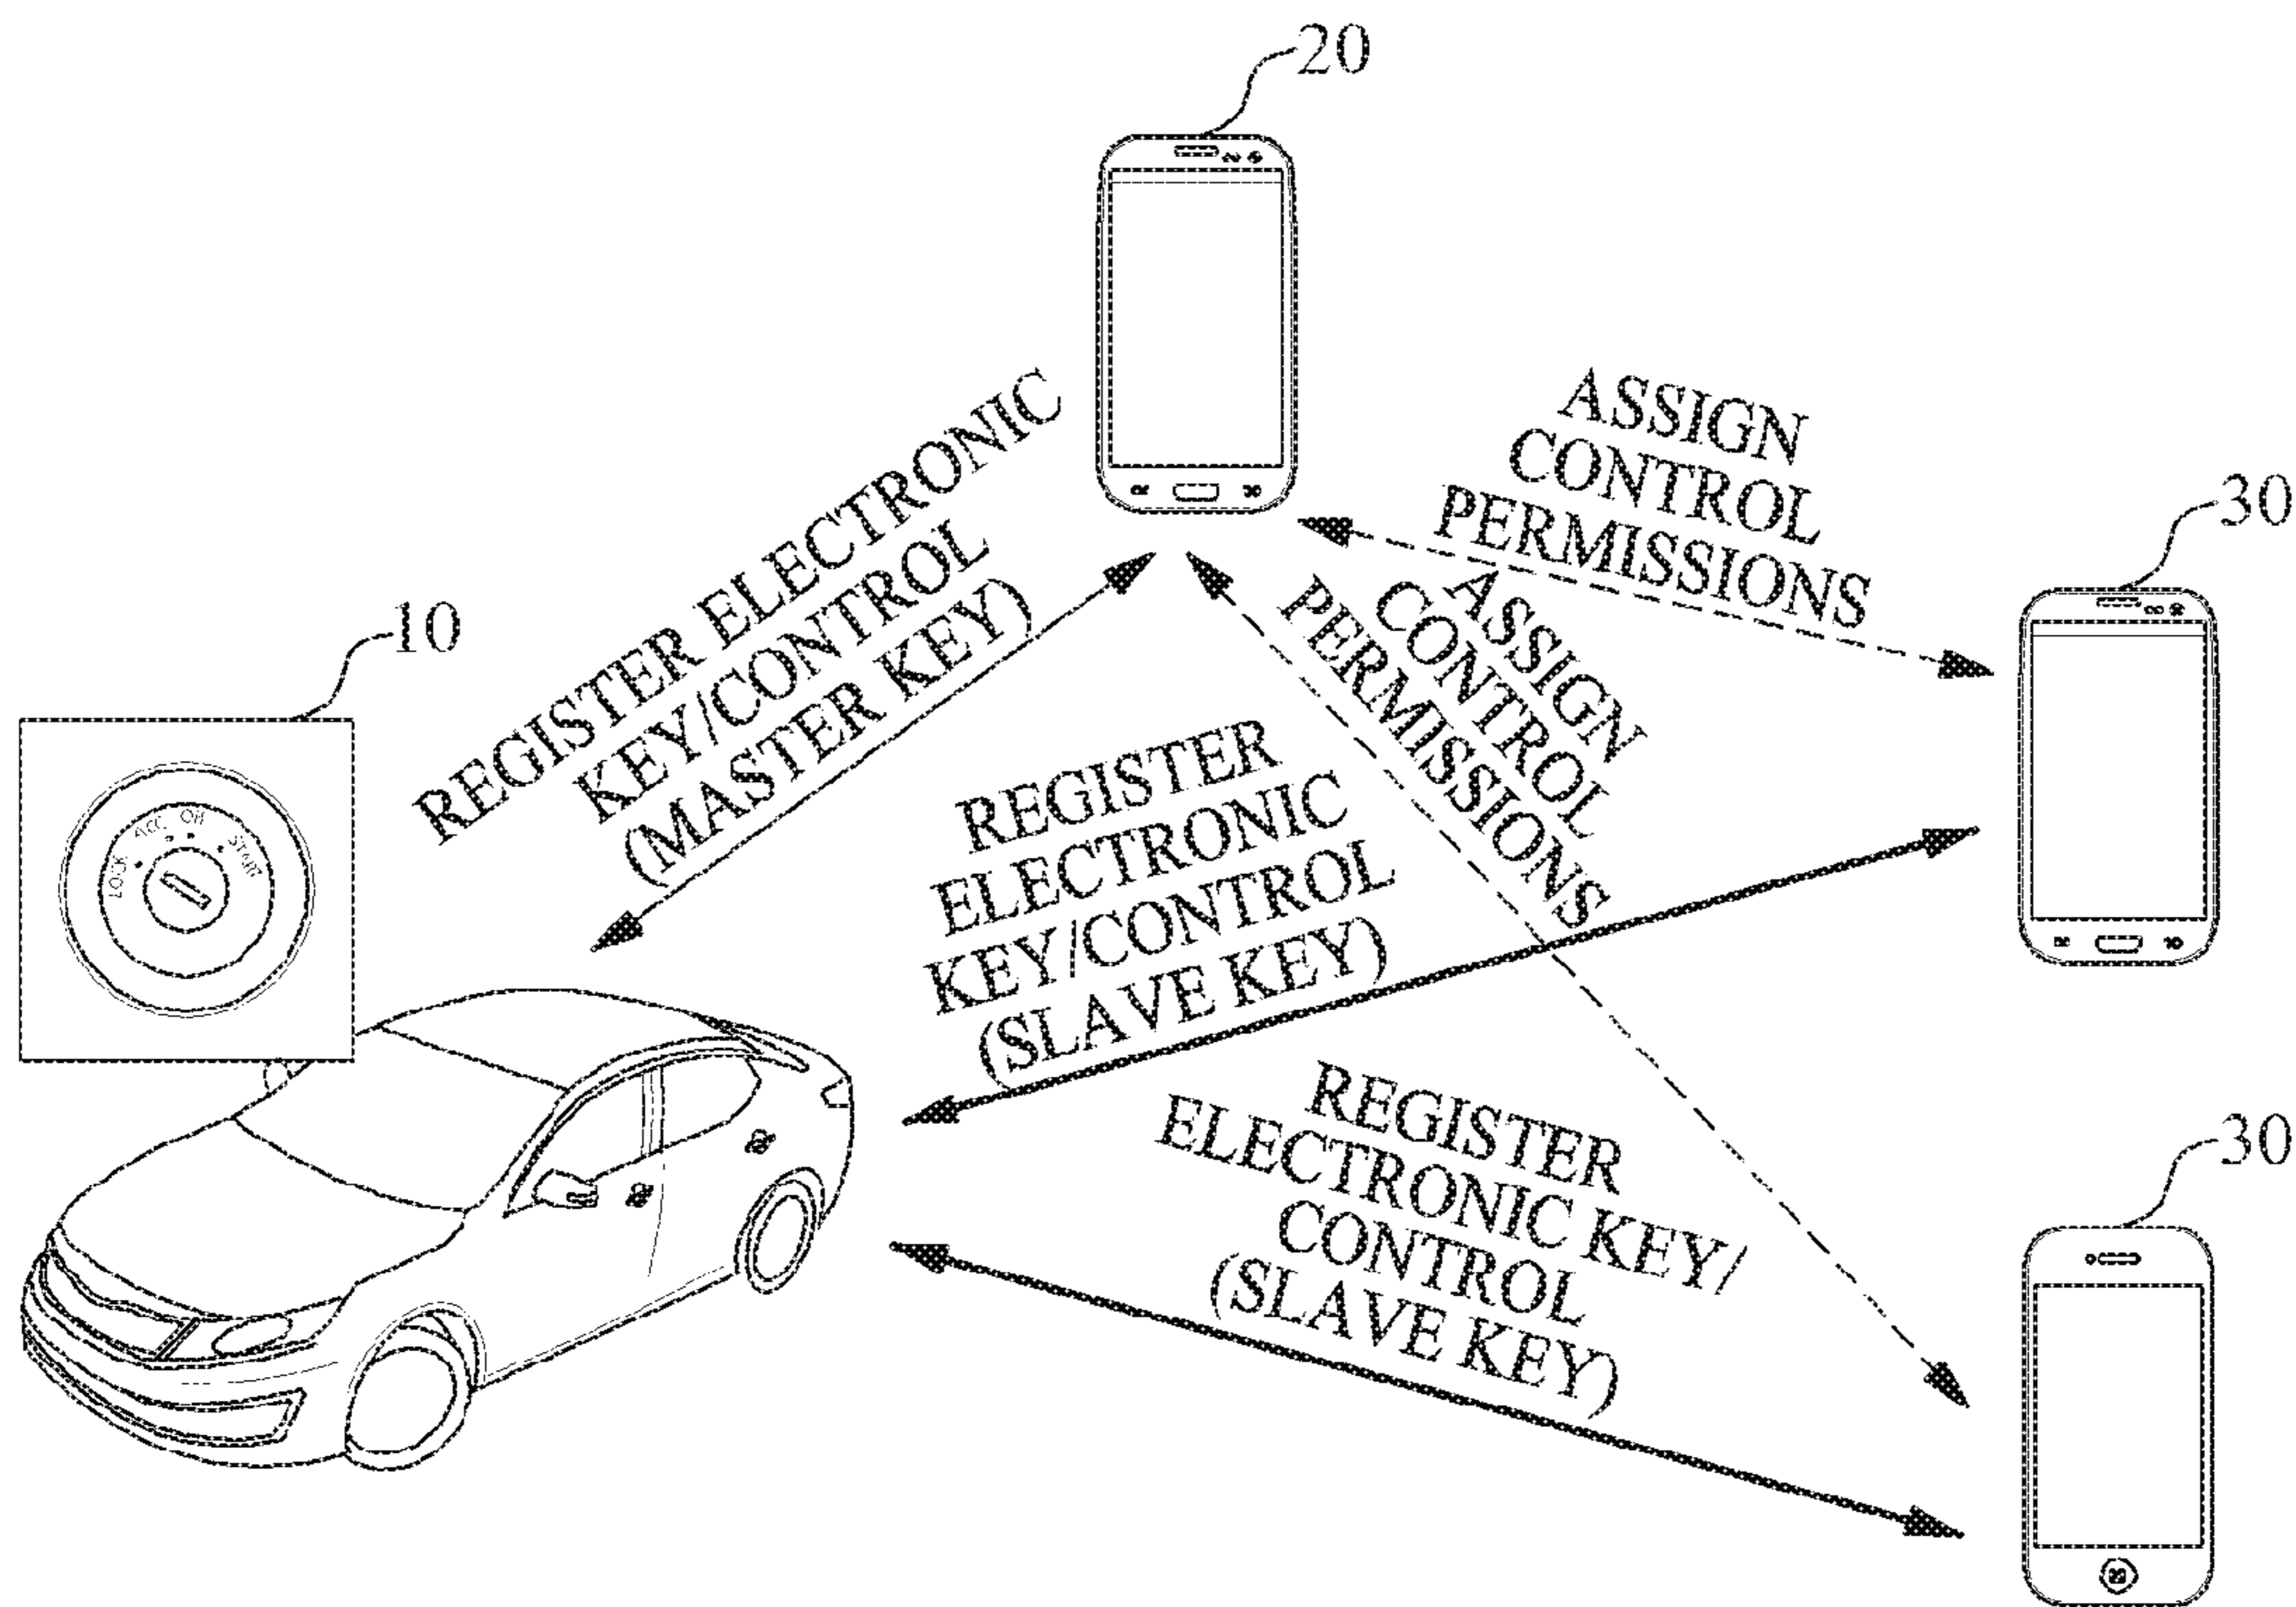 20
REGISTER ELECTRONIC
KEY/CONTROL
(MASTER KEY)
ASSIGN
CONTROL
PERMISSIONS
30
10
LOCK
ACC
ON
START
ASSIGN
CONTROL
PERMISSIONS
REGISTER
ELECTRONIC
KEY/CONTROL
(SLAVE KEY)
REGISTER
ELECTRONIC KEY/
CONTROL
(SLAVE KEY)
30